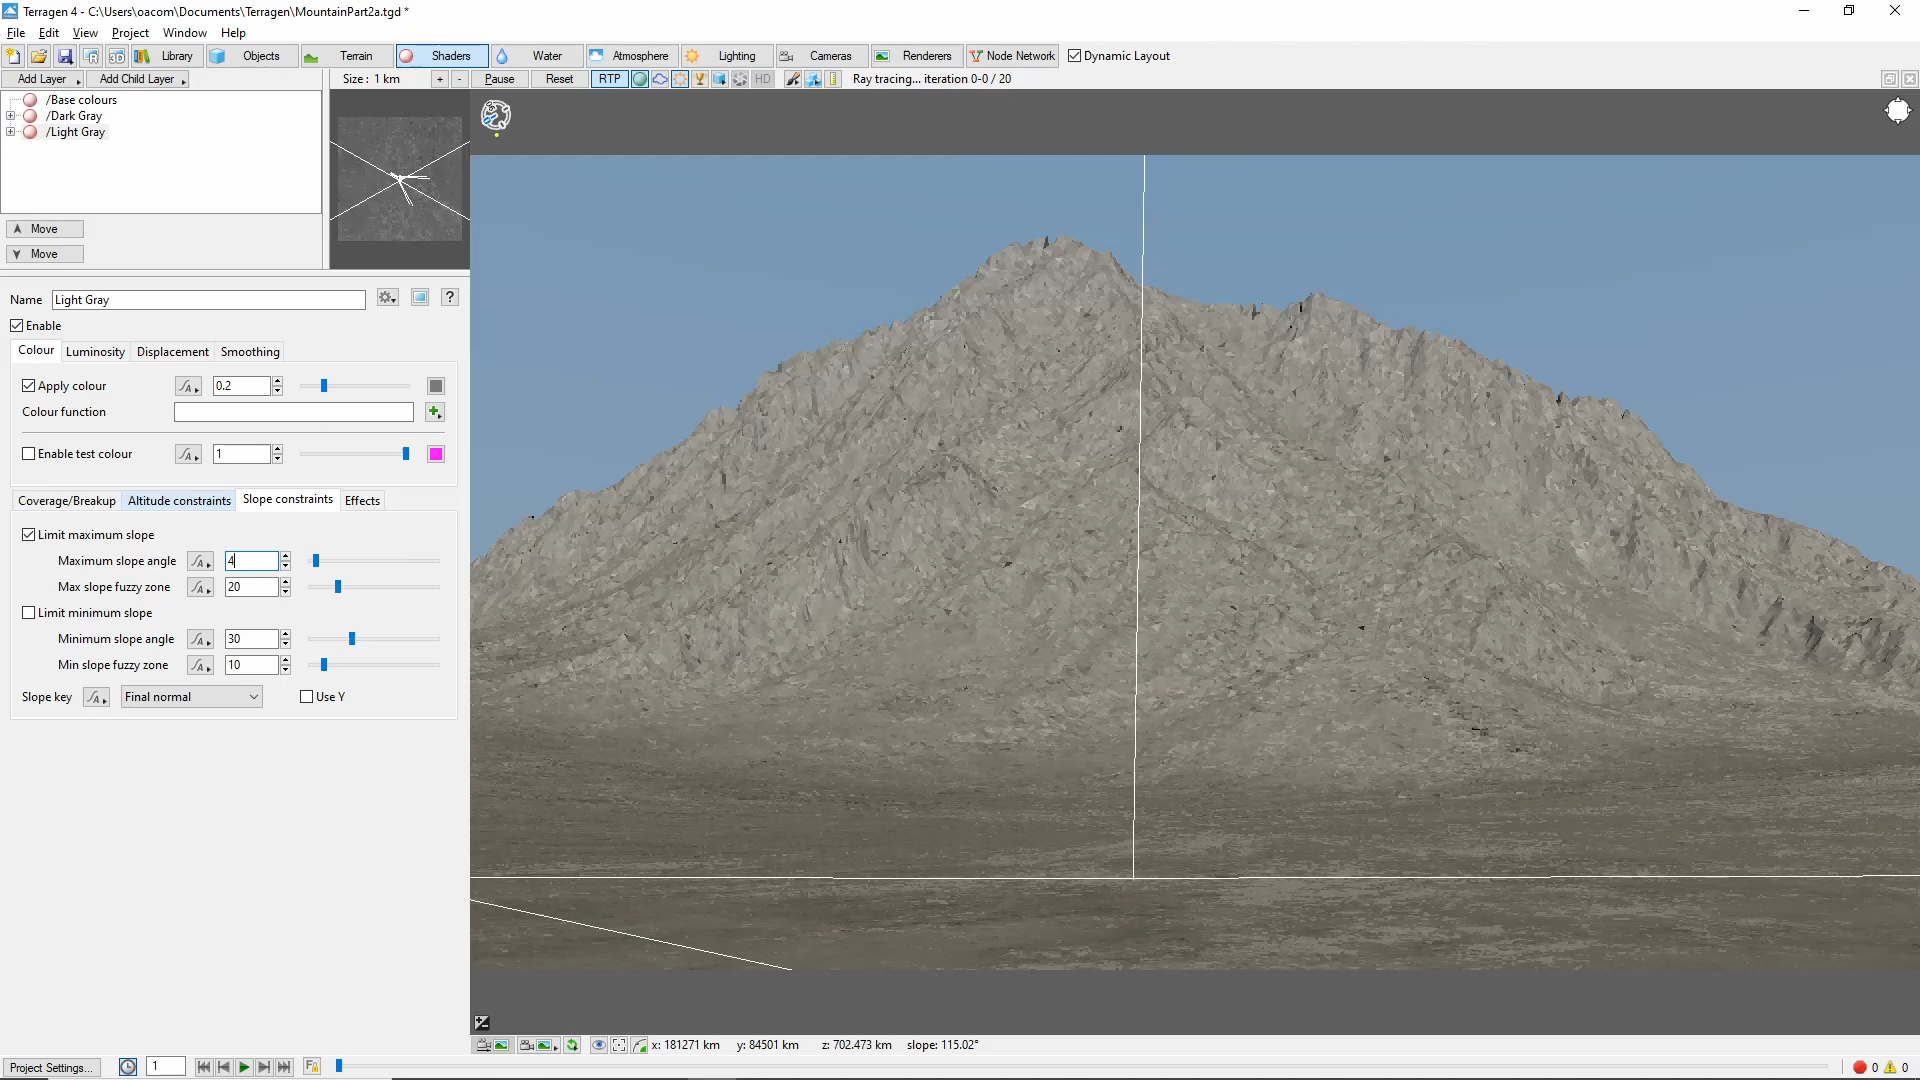 Terragen 4 - C:\Users\oacom\Documents\Terragen\MountainPart2a.tgd *
File Edit View Project Window Help
Library Objects Terrain Shaders Water Atmosphere Lighting Cameras Renderers Node Network Dynamic Layout
Add Layer Add Child Layer Size : 1 km + - Pause Reset RTP HD Ray tracing... iteration 0-0 / 20
/Base colours
/Dark Gray
/Light Gray
Move
Move
Name Light Gray ?
Enable
Colour Luminosity Displacement Smoothing
Apply colour 0.2
Colour function
Enable test colour 1
Coverage/Breakup Altitude constraints Slope constraints Effects
Limit maximum slope
Maximum slope angle 4
Max slope fuzzy zone 20
Limit minimum slope
Minimum slope angle 30
Min slope fuzzy zone 10
Slope key Final normal Use Y
x: 181271 km y: 84501 km z: 702.473 km slope: 115.02°
Project Settings... 1 0 0